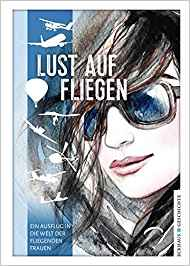 LUST AUF
FLIEGEN
EIN AUSFLUG IN
DIE WELT DER
FLIEGENDEN
FRAUEN